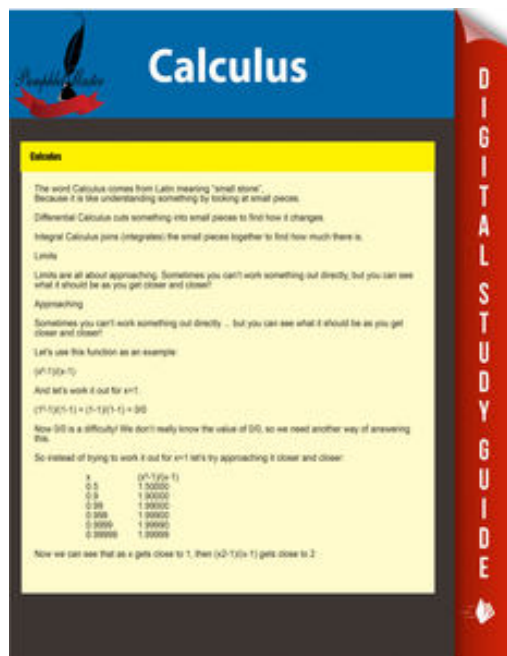 Pamphlet Master
Calculus
Calculus
The word Calculus comes from Latin meaning "small stone",
Because it is like understanding something by looking at small pieces.
Differential Calculus cuts something into small pieces to find how it changes.
Integral Calculus joins (integrates) the small pieces together to find how much there is.
Limits
Limits are all about approaching. Sometimes you can't work something out directly, but you can see
what it should be as you get closer and closer!
Approaching
Sometimes you can't work something out directly ... but you can see what it should be as you get
closer and closer!
Let's use this function as an example:
(x²-1)/(x-1)
And let's work it out for x=1:
(1²-1)/(1-1) = (1-1)/(1-1) = 0/0
Now 0/0 is a difficulty! We don't really know the value of 0/0, so we need another way of answering
this.
So instead of trying to work it out for x=1 let's try approaching it closer and closer:
x (x²-1)/(x-1)
0.5 1.50000
0.9 1.90000
0.99 1.99000
0.999 1.99900
0.9999 1.99990
0.99999 1.99999
Now we can see that as x gets close to 1, then (x2-1)/(x-1) gets close to 2
DIGITAL STUDY GUIDE